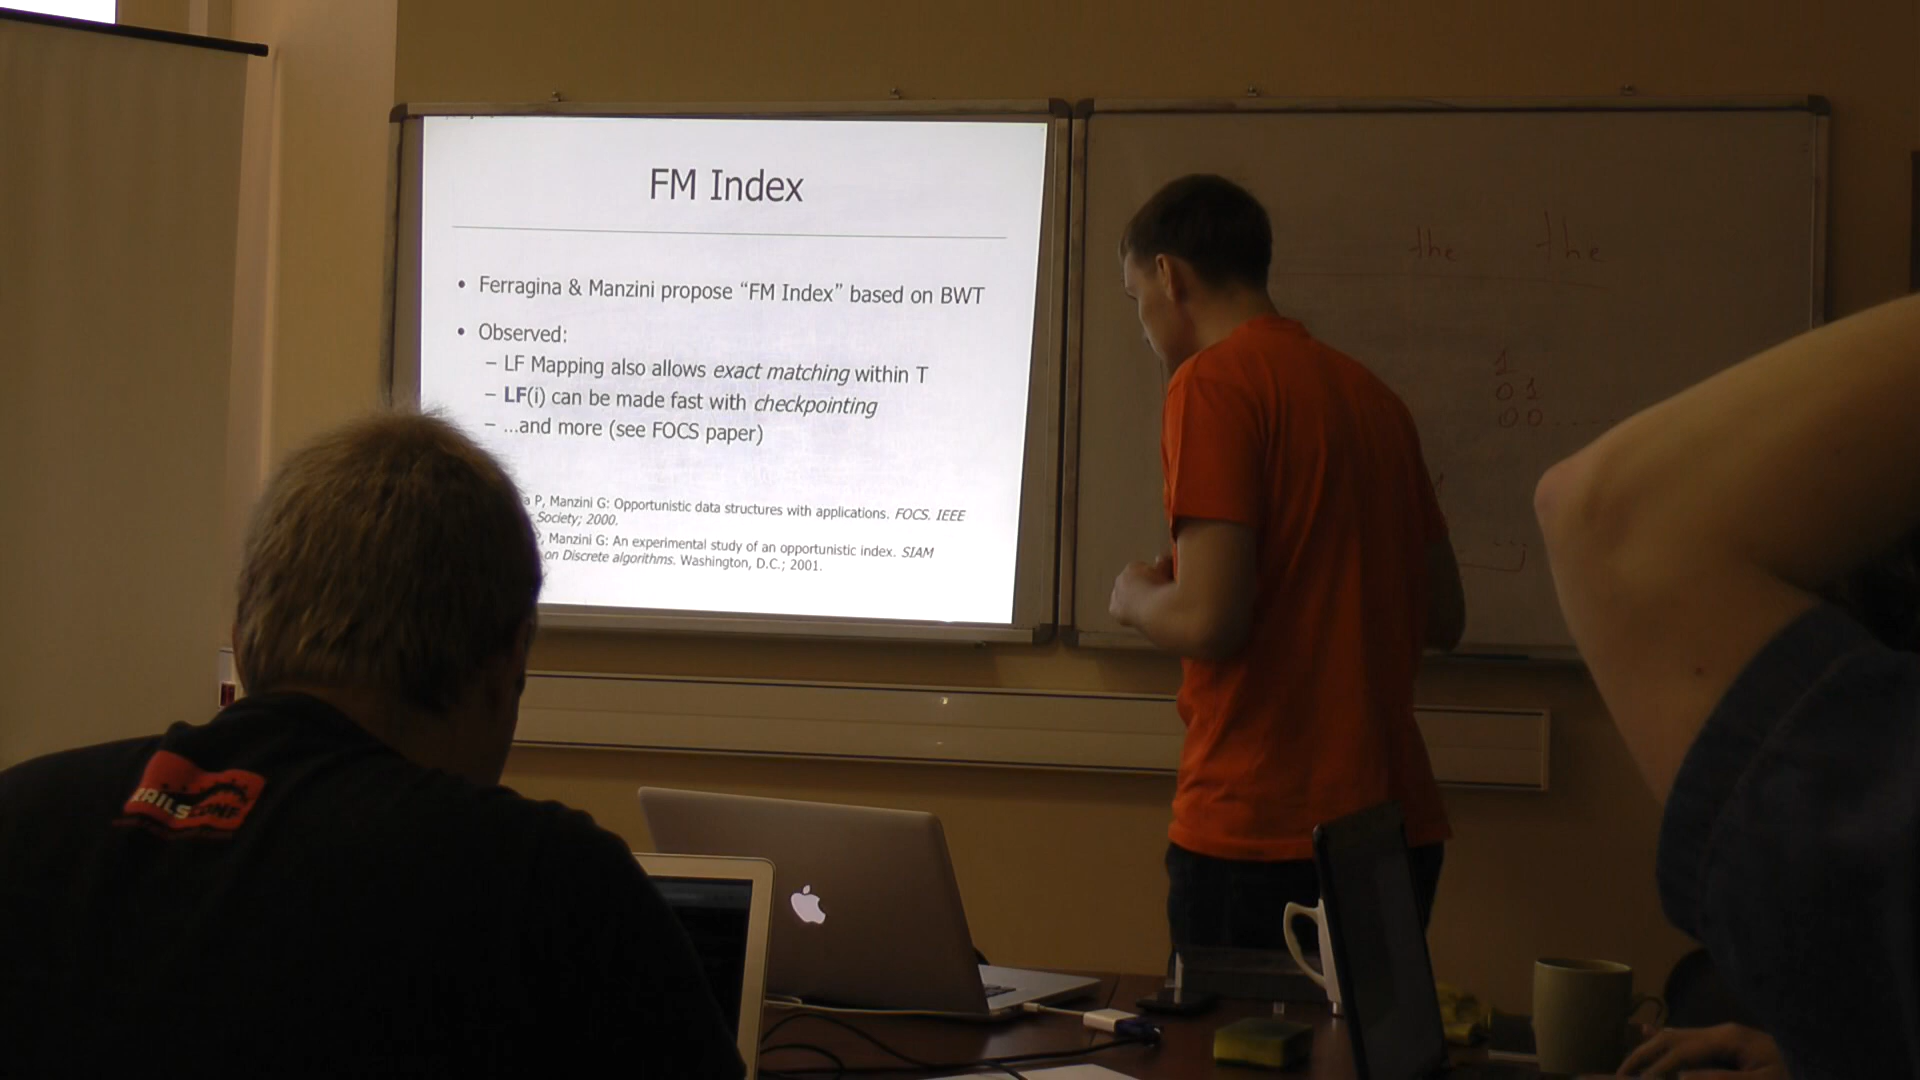 FM Index
• Ferragina & Manzini propose “FM Index” based on BWT
• Observed:
– LF Mapping also allows exact matching within T
– LF(i) can be made fast with checkpointing
– ...and more (see FOCS paper)
P, Manzini G: Opportunistic data structures with applications. FOCS. IEEE
Society; 2000.
Manzini G: An experimental study of an opportunistic index. SIAM
on Discrete algorithms. Washington, D.C.; 2001.
the the
1
0 1
0 0 . . .
RAILSCONF